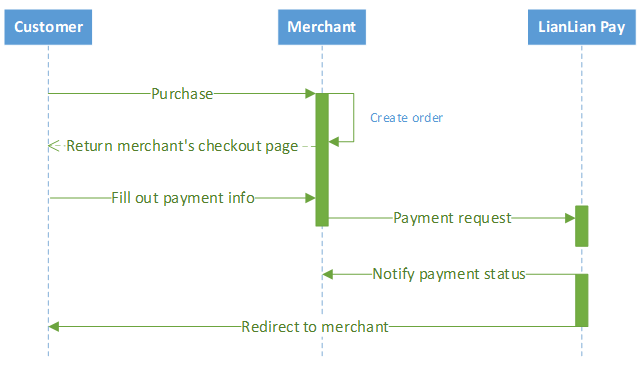 Customer
Merchant
LianLian Pay
Purchase
Create order
Return merchant's checkout page
Fill out payment info
Payment request
Notify payment status
Redirect to merchant